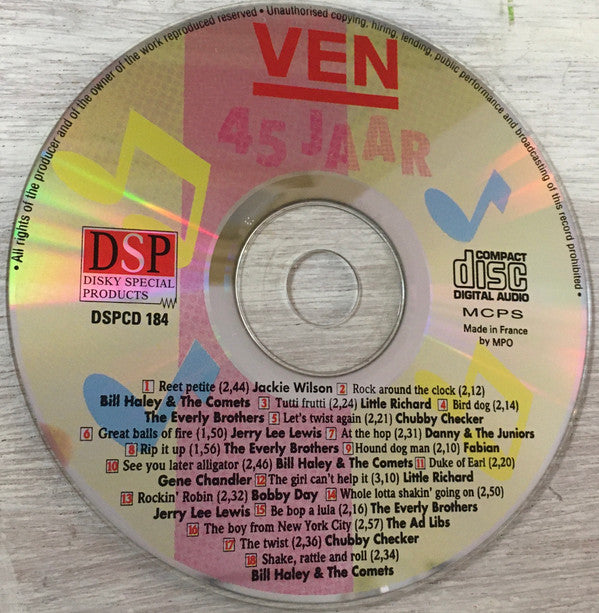 • All rights of the producer and of the owner of the work reproduced reserved • Unauthorised copying, hiring, lending, public performance and broadcasting of this record prohibited •
VEN
45 JAAR
DSP
DISKY SPECIAL
PRODUCTS
DSPCD 184
COMPACT
disc
DIGITAL AUDIO
MCPS
Made in France
by MPO
1 Reet petite (2,44) Jackie Wilson 2 Rock around the clock (2,12)
Bill Haley & The Comets 3 Tutti frutti (2,24) Little Richard 4 Bird dog (2,14)
The Everly Brothers 5 Let's twist again (2,21) Chubby Checker
6 Great balls of fire (1,50) Jerry Lee Lewis 7 At the hop (2,31) Danny & The Juniors
8 Rip it up (1,56) The Everly Brothers 9 Hound dog man (2,10) Fabian
10 See you later alligator (2,46) Bill Haley & The Comets 11 Duke of Earl (2,20)
Gene Chandler 12 The girl can't help it (3,10) Little Richard
13 Rockin' Robin (2,32) Bobby Day 14 Whole lotta shakin' going on (2,50)
Jerry Lee Lewis 15 Be bop a lula (2,16) The Everly Brothers
16 The boy from New York City (2,57) The Ad Libs
17 The twist (2,36) Chubby Checker
18 Shake, rattle and roll (2,34)
Bill Haley & The Comets